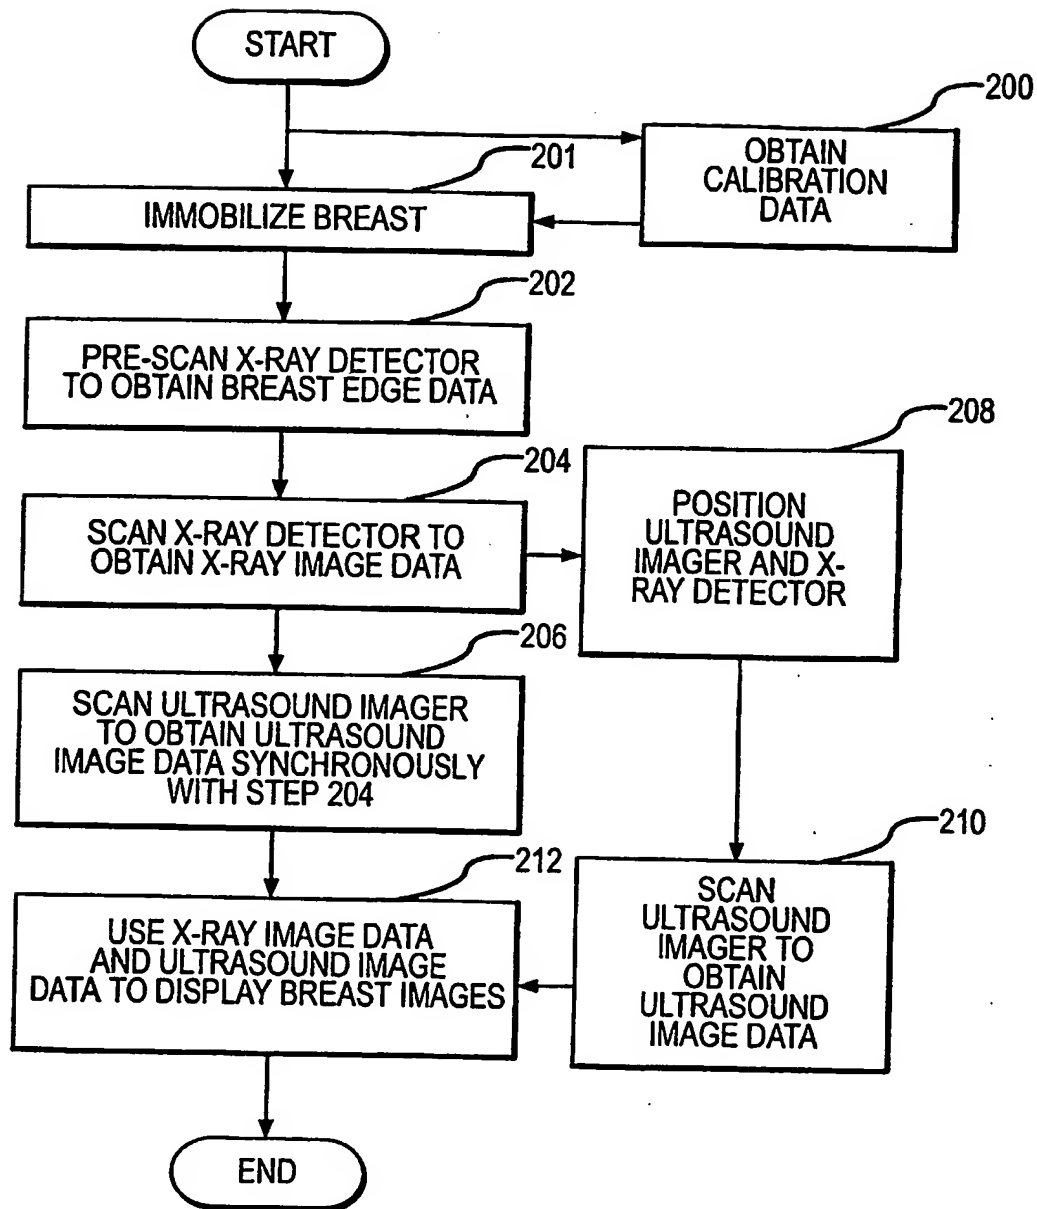 START
200
OBTAIN
CALIBRATION
DATA
201
IMMOBILIZE BREAST
202
PRE-SCAN X-RAY DETECTOR
TO OBTAIN BREAST EDGE DATA
204
SCAN X-RAY DETECTOR TO
OBTAIN X-RAY IMAGE DATA
208
POSITION
ULTRASOUND
IMAGER AND X-
RAY DETECTOR
206
SCAN ULTRASOUND IMAGER
TO OBTAIN ULTRASOUND
IMAGE DATA SYNCHRONOUSLY
WITH STEP 204
210
SCAN
ULTRASOUND
IMAGER TO
OBTAIN
ULTRASOUND
IMAGE DATA
212
USE X-RAY IMAGE DATA
AND ULTRASOUND IMAGE
DATA TO DISPLAY BREAST IMAGES
END